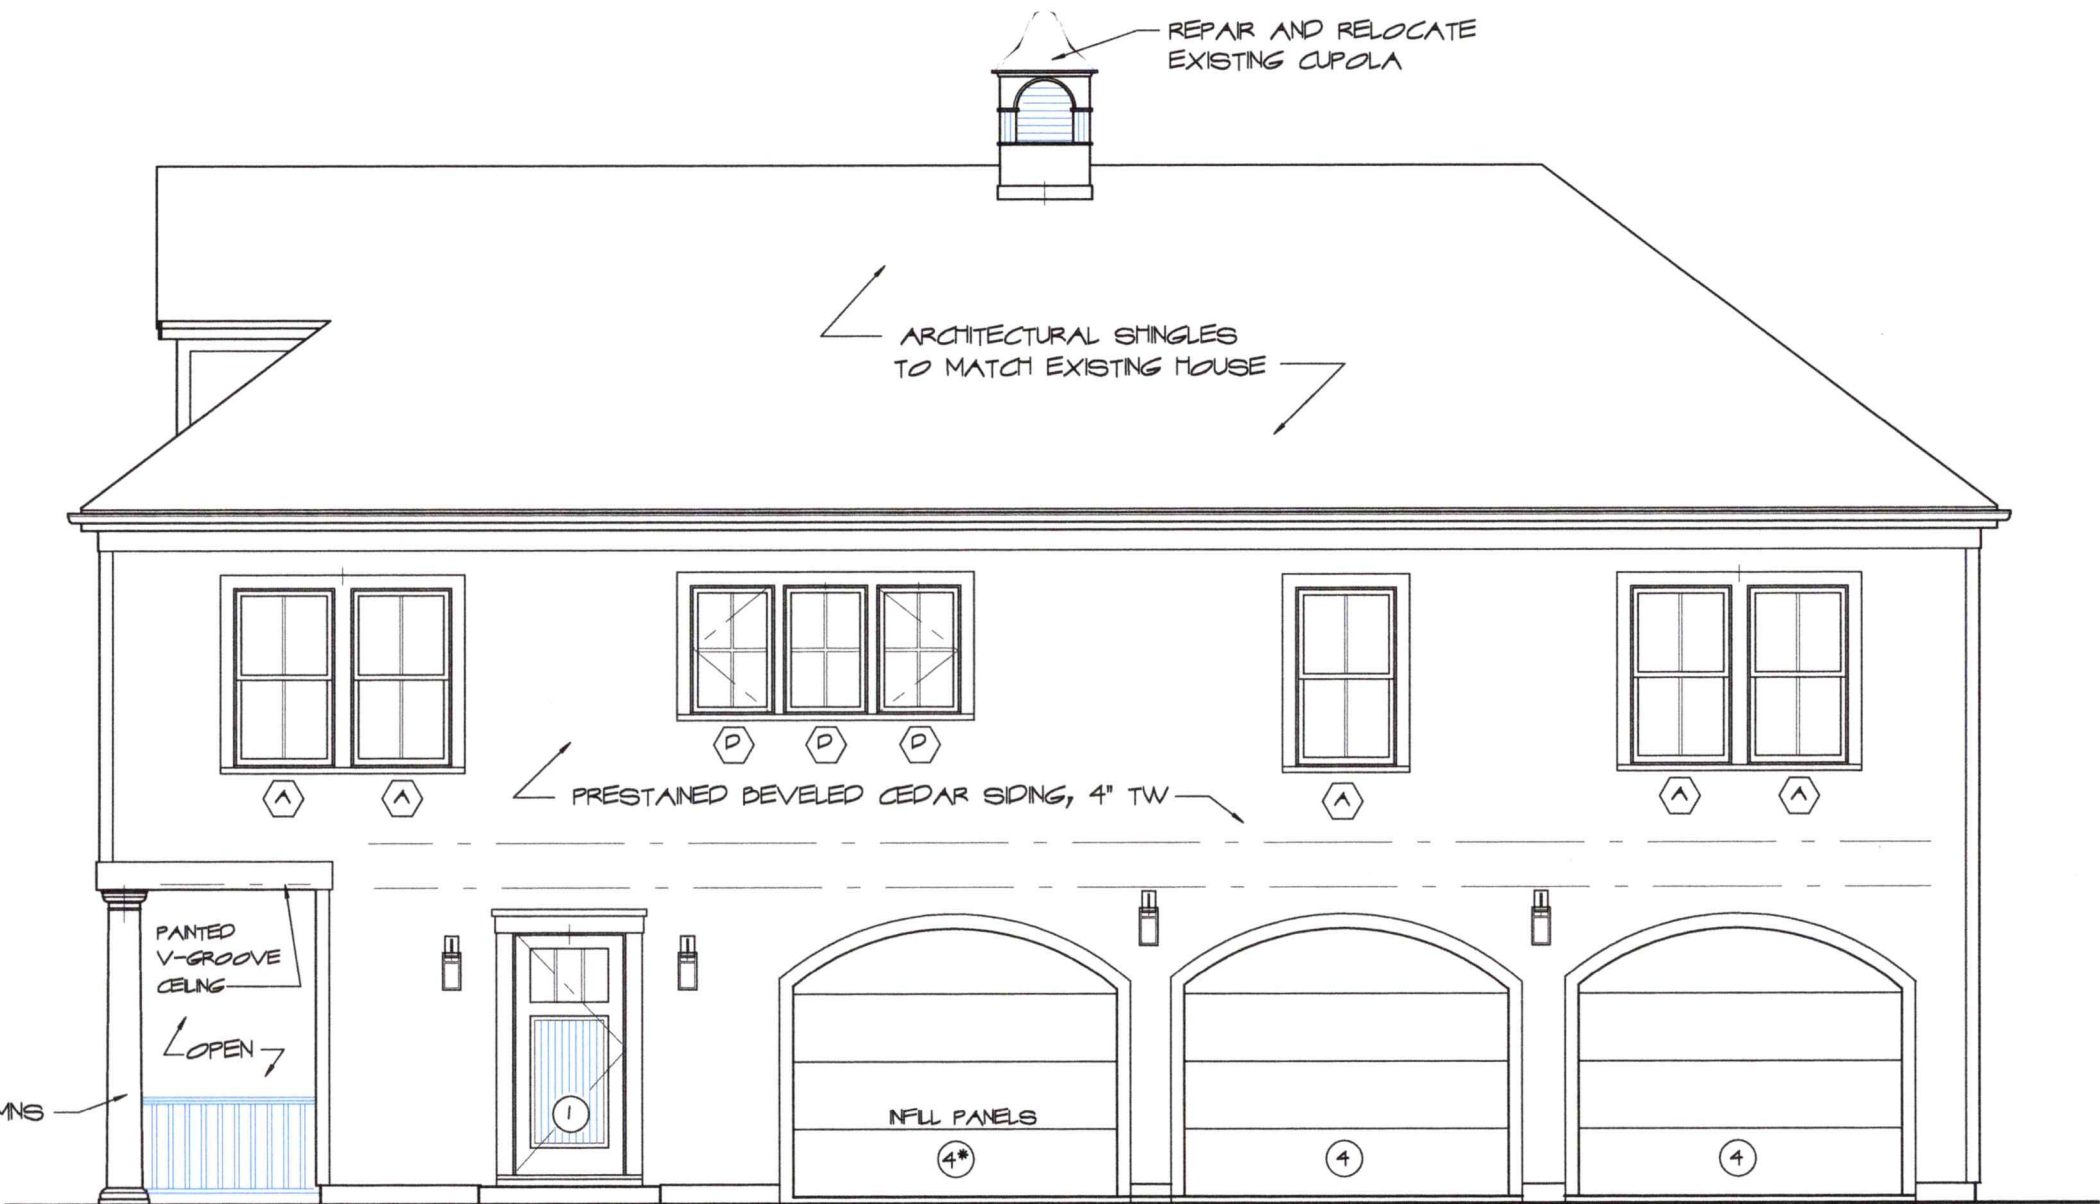 REPAIR AND RELOCATE
EXISTING CUPOLA
ARCHITECTURAL SHINGLES
TO MATCH EXISTING HOUSE
D D D
PRESTAINED BEVELED CEDAR SIDING, 4" TW
A A A A A
PAINTED
V-GROOVE
CEILING
OPEN
MNS
1
INFILL PANELS
4* 4 4